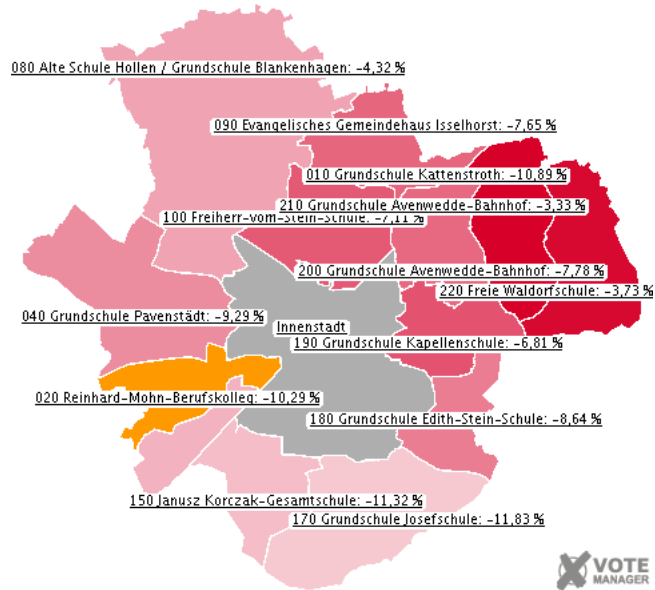 080 Alte Schule Hollen / Grundschule Blankenhagen: -4,32 %
090 Evangelisches Gemeindehaus Isselhorst: -7,65 %
010 Grundschule Kattenstroth: -10,89 %
210 Grundschule Avenwedde-Bahnhof: -3,33 %
100 Freiherr-vom-Stein-Schule: -7,11 %
200 Grundschule Avenwedde-Bahnhof: -7,78 %
220 Freie Waldorfschule: -3,73 %
040 Grundschule Pavenstädt: -9,29 %
Innenstadt
190 Grundschule Kapellenschule: -6,81 %
020 Reinhard-Mohn-Berufskolleg: -10,29 %
180 Grundschule Edith-Stein-Schule: -8,64 %
150 Janusz Korczak-Gesamtschule: -11,32 %
170 Grundschule Josefschule: -11,83 %
VOTE
MANAGER